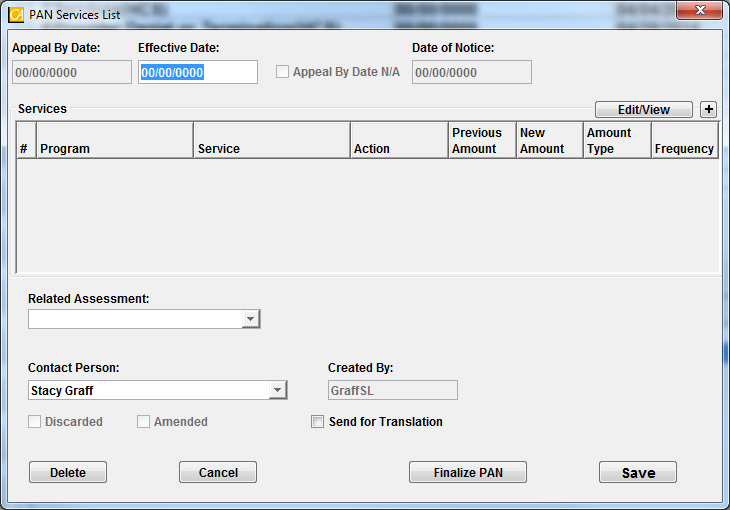 PAN Services List
Appeal By Date: Effective Date: Date of Notice:
00/00/0000 00/00/0000 Appeal By Date N/A 00/00/0000
Services Edit/View +
# Program Service Action Previous Amount New Amount Amount Type Frequency
Related Assessment:
Contact Person: Created By:
Stacy Graff GraffSL
Discarded Amended Send for Translation
Delete Cancel Finalize PAN Save